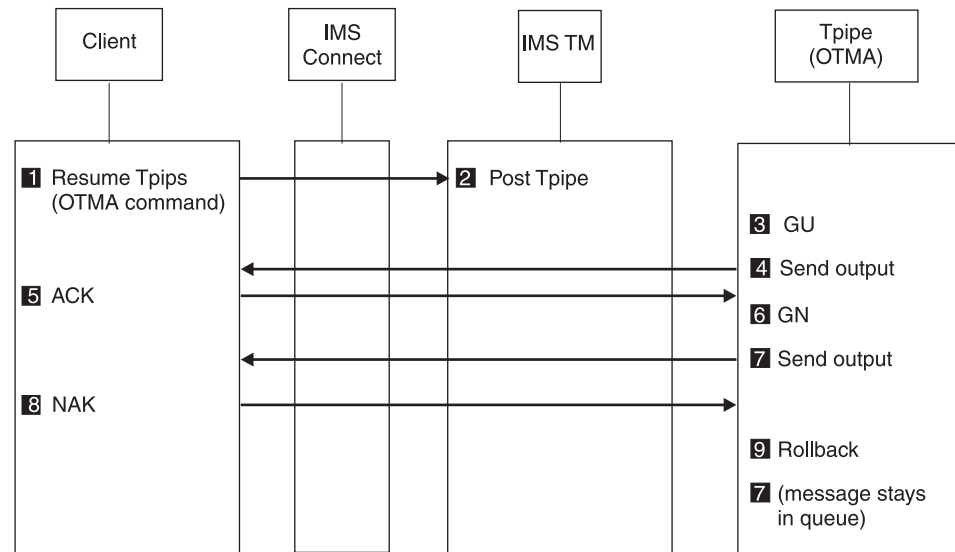 Client
IMS
Connect
IMS TM
Tpipe
(OTMA)
1 Resume Tpips
(OTMA command)
2 Post Tpipe
3 GU
4 Send output
5 ACK
6 GN
7 Send output
8 NAK
9 Rollback
7 (message stays
in queue)